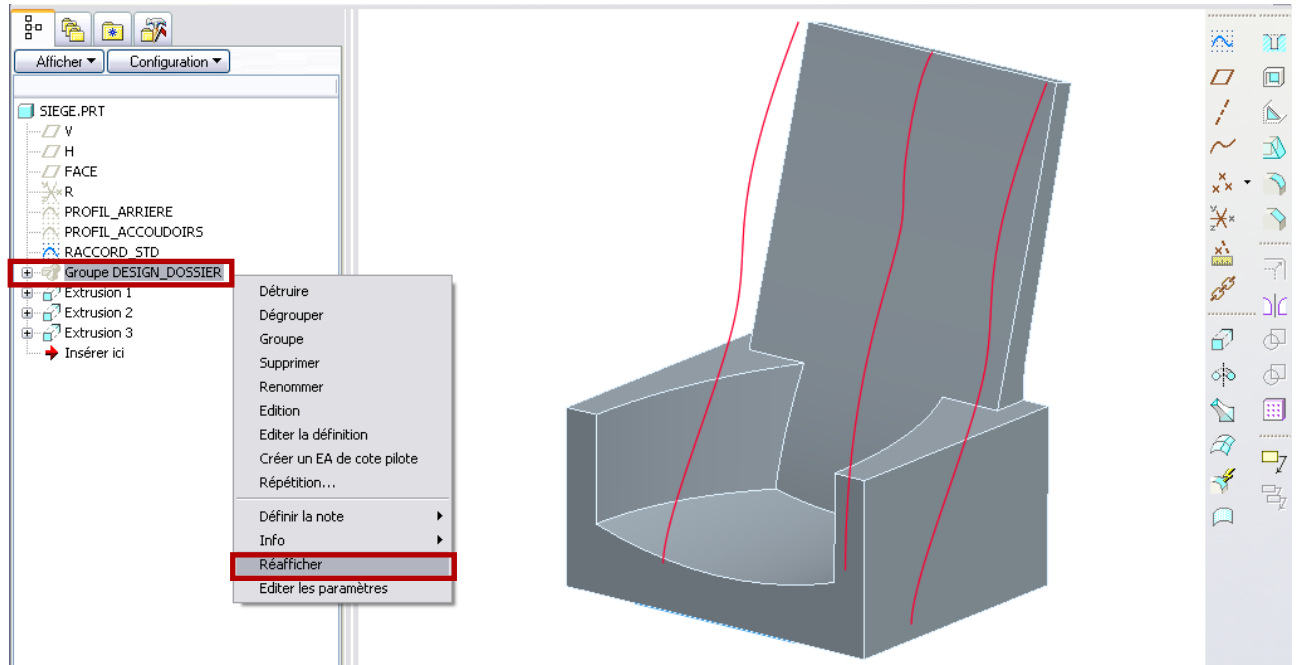 Afficher ▼ Configuration ▼
SIEGE.PRT
V
H
FACE
R
PROFIL_ARRIERE
PROFIL_ACCOUDOIRS
RACCORD_STD
Groupe DESIGN_DOSSIER
Extrusion 1
Extrusion 2
Extrusion 3
Insérer ici
Détruire
Dégrouper
Groupe
Supprimer
Renommer
Edition
Editer la définition
Créer un EA de cote pilote
Répétition...
Définir la note
Info
Réafficher
Editer les paramètres